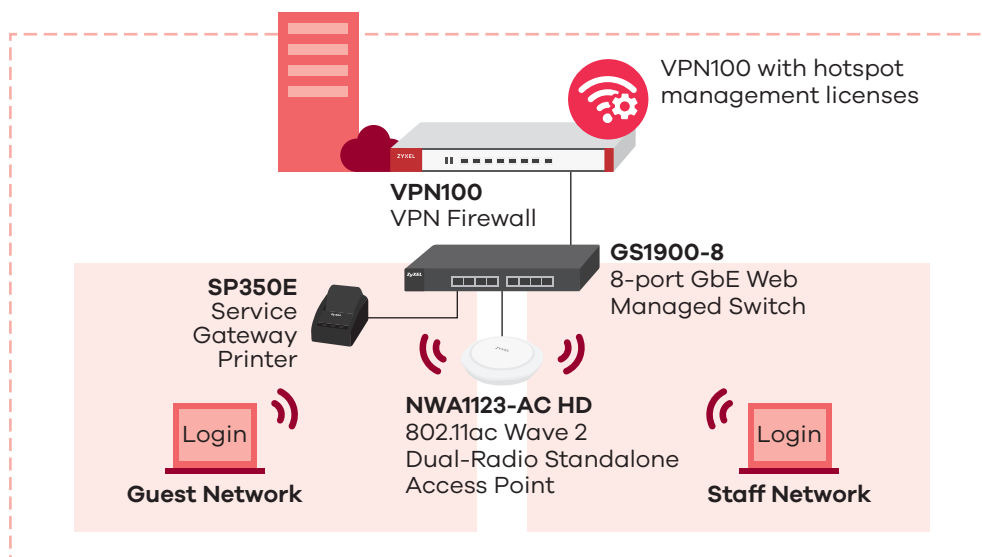 VPN100 with hotspot
management licenses
ZYXEL
VPN100
VPN Firewall
GS1900-8
8-port GbE Web
Managed Switch
ZyXEL
SP350E
Service
Gateway
Printer
ZyXEL
ZYXEL
NWA1123-AC HD
802.11ac Wave 2
Dual-Radio Standalone
Access Point
Login
Guest Network
Login
Staff Network